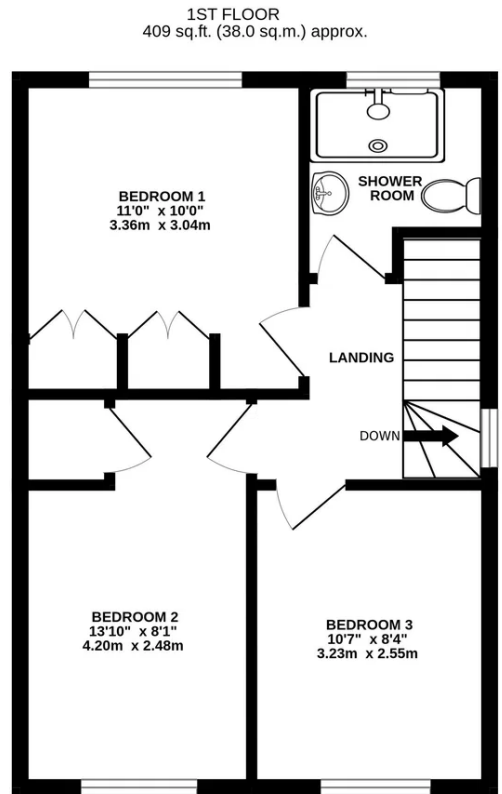 1ST FLOOR
409 sq.ft. (38.0 sq.m.) approx.
BEDROOM 1
11'0" x 10'0"
3.36m x 3.04m
SHOWER
ROOM
LANDING
DOWN
BEDROOM 2
13'10" x 8'1"
4.20m x 2.48m
BEDROOM 3
10'7" x 8'4"
3.23m x 2.55m